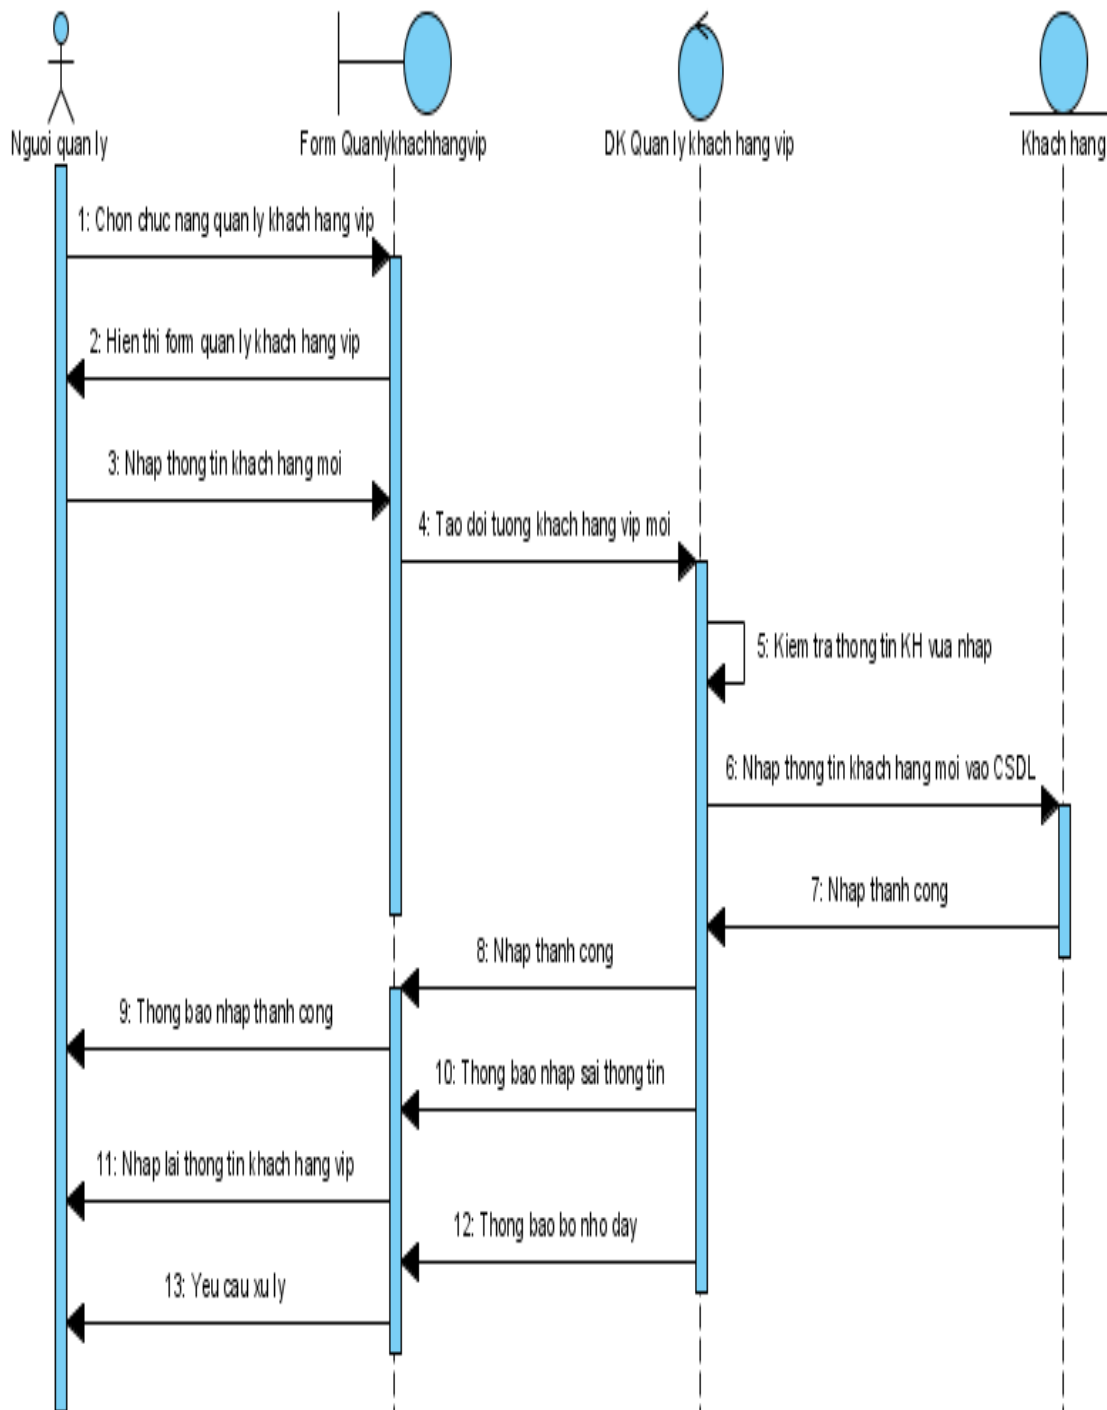 Nguoi quan ly
Form Quanlykhachhangvip
DK Quan ly khach hang vip
Khach hang
1: Chon chuc nang quan ly khach hang vip
2: Hien thi form quan ly khach hang vip
3: Nhap thong tin khach hang moi
4: Tao doi tuong khach hang vip moi
5: Kiem tra thong tin KH vua nhap
6: Nhap thong tin khach hang moi vao CSDL
7: Nhap thanh cong
8: Nhap thanh cong
9: Thong bao nhap thanh cong
10: Thong bao nhap sai thong tin
11: Nhap lai thong tin khach hang vip
12: Thong bao bo nho day
13: Yeu cau xu ly